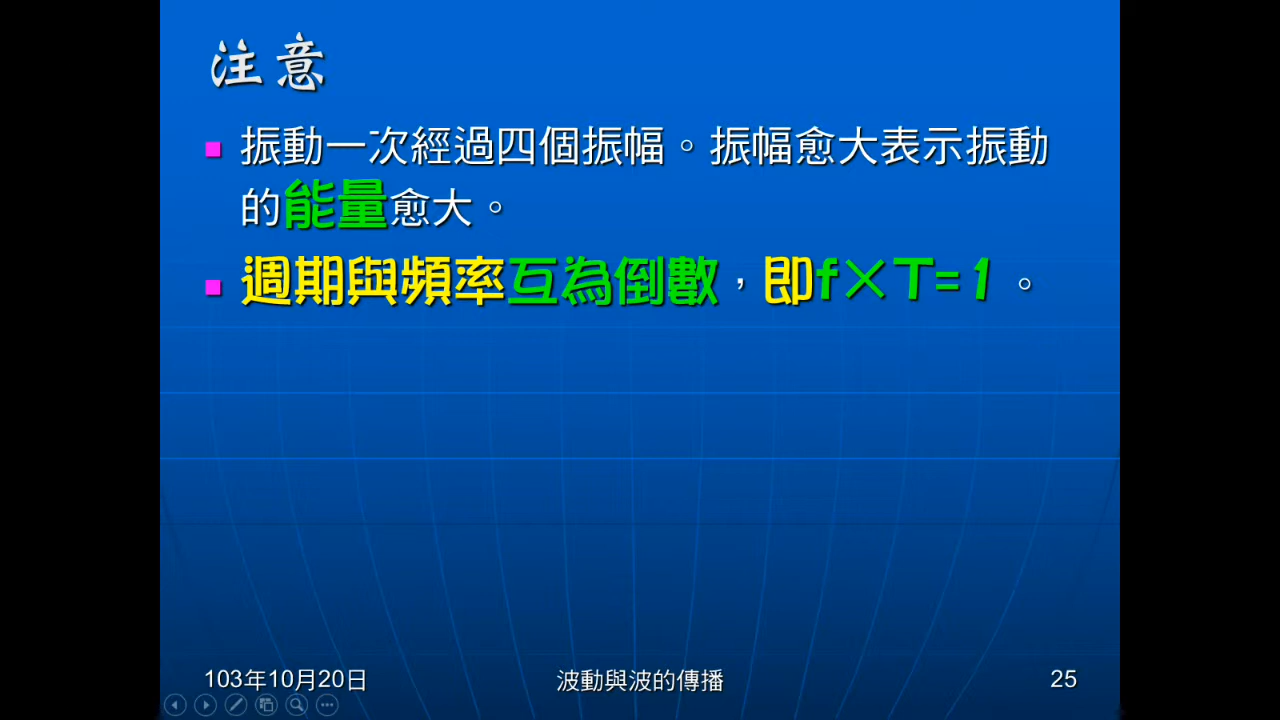 注意
振動一次經過四個振幅。振幅愈大表示振動
的能量愈大。
週期與頻率互為倒數，即f×T=1。
103年10月20日
波動與波的傳播
25